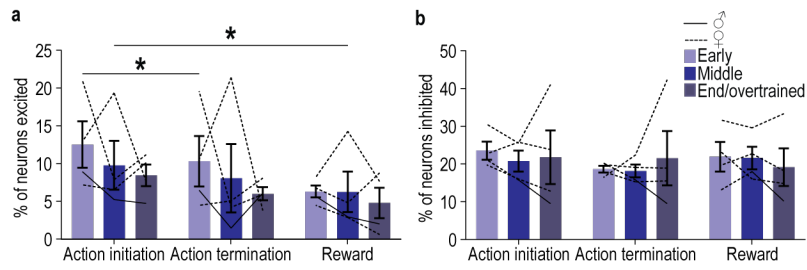 a
% of neurons excited
25
20
15
10
5
0
*
*
Action initiation Action termination Reward
b
% of neurons inhibited
50
40
30
20
10
0
♂
♀
Early
Middle
End/overtrained
Action initiation Action termination Reward